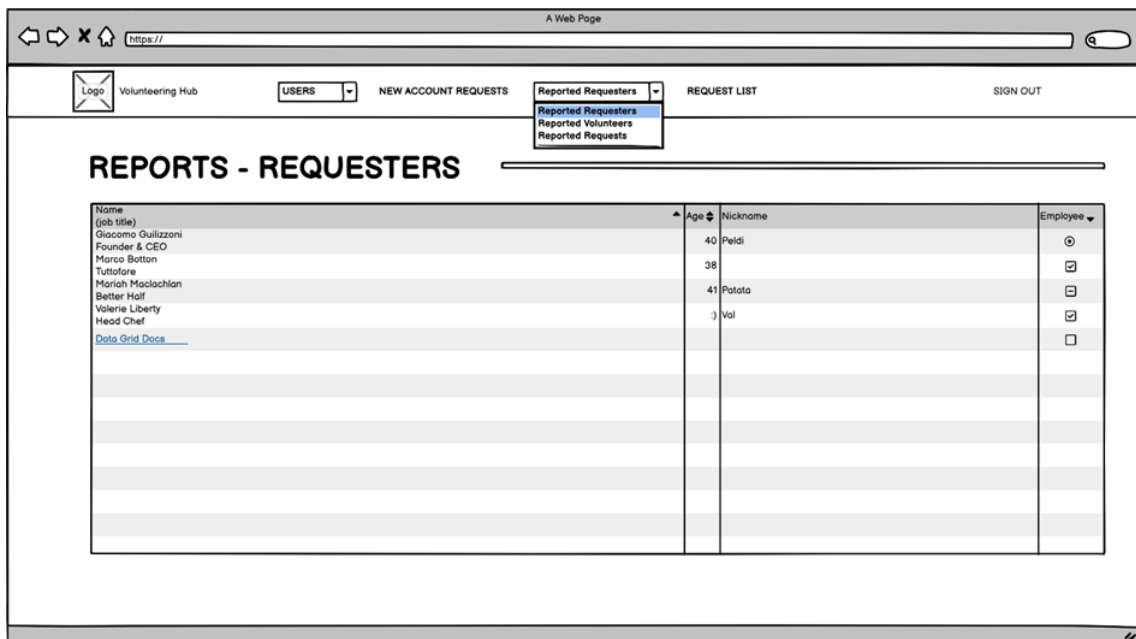 A Web Page
https://
Logo
Volunteering Hub
USERS
NEW ACCOUNT REQUESTS
Reported Requesters
REQUEST LIST
SIGN OUT
Reported Requesters
Reported Volunteers
Reported Requests
REPORTS - REQUESTERS
Name
(job title)
Age
Nickname
Employee
Giacomo Guilizzoni
Founder & CEO
40
Peldi
Marco Botton
Tuttofare
38
Mariah Maclachlan
Better Half
41
Patata
Valerie Liberty
Head Chef
:)
Val
Data Grid Docs